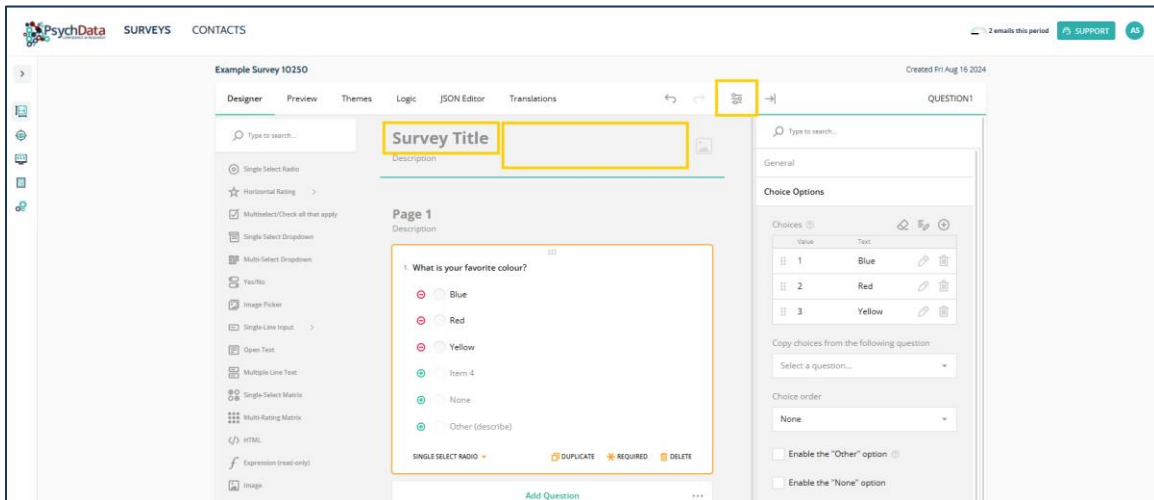 PsychData SURVEYS CONTACTS 2 emails this period SUPPORT AS
CONFIDENCE IN RESEARCH
Example Survey 10250 Created Fri Aug 16 2024
Designer Preview Themes Logic JSON Editor Translations QUESTION1
Type to search...
Single Select Radio
Horizontal Rating
Multiselect/Check all that apply
Single Select Dropdown
Multi-Select Dropdown
Yes/No
Image Picker
Single-Line Input
Open Text
Multiple Line Text
Single-Select Matrix
Multi-Rating Matrix
HTML
Expression (read-only)
Image
Survey Title
Description
Page 1
Description
1. What is your favorite colour?
Blue
Red
Yellow
Item 4
None
Other (describe)
SINGLE SELECT RADIO DUPLICATE REQUIRED DELETE
Add Question
Type to search...
General
Choice Options
Choices
Value Text
1 Blue
2 Red
3 Yellow
Copy choices from the following question
Select a question...
Choice order
None
Enable the "Other" option
Enable the "None" option